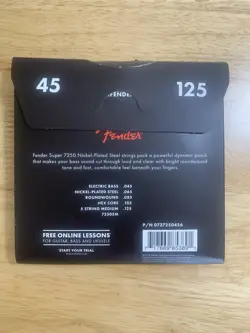 45
125
FENDER
Fender
Fender Super 7250 Nickel-Plated Steel strings pack a powerful dynamic punch
that makes your bass sound cut through loud and clear with bright roundwound
tone and fast, comfortable feel beneath your fingers.
ELECTRIC BASS .045
NICKEL-PLATED STEEL .065
ROUNDWOUND .085
HEX CORE .105
5 STRING MEDIUM .125
72505M
P/N 0737250456
FREE ONLINE LESSONS*
FOR GUITAR, BASS AND UKULELE
START YOUR TRIAL